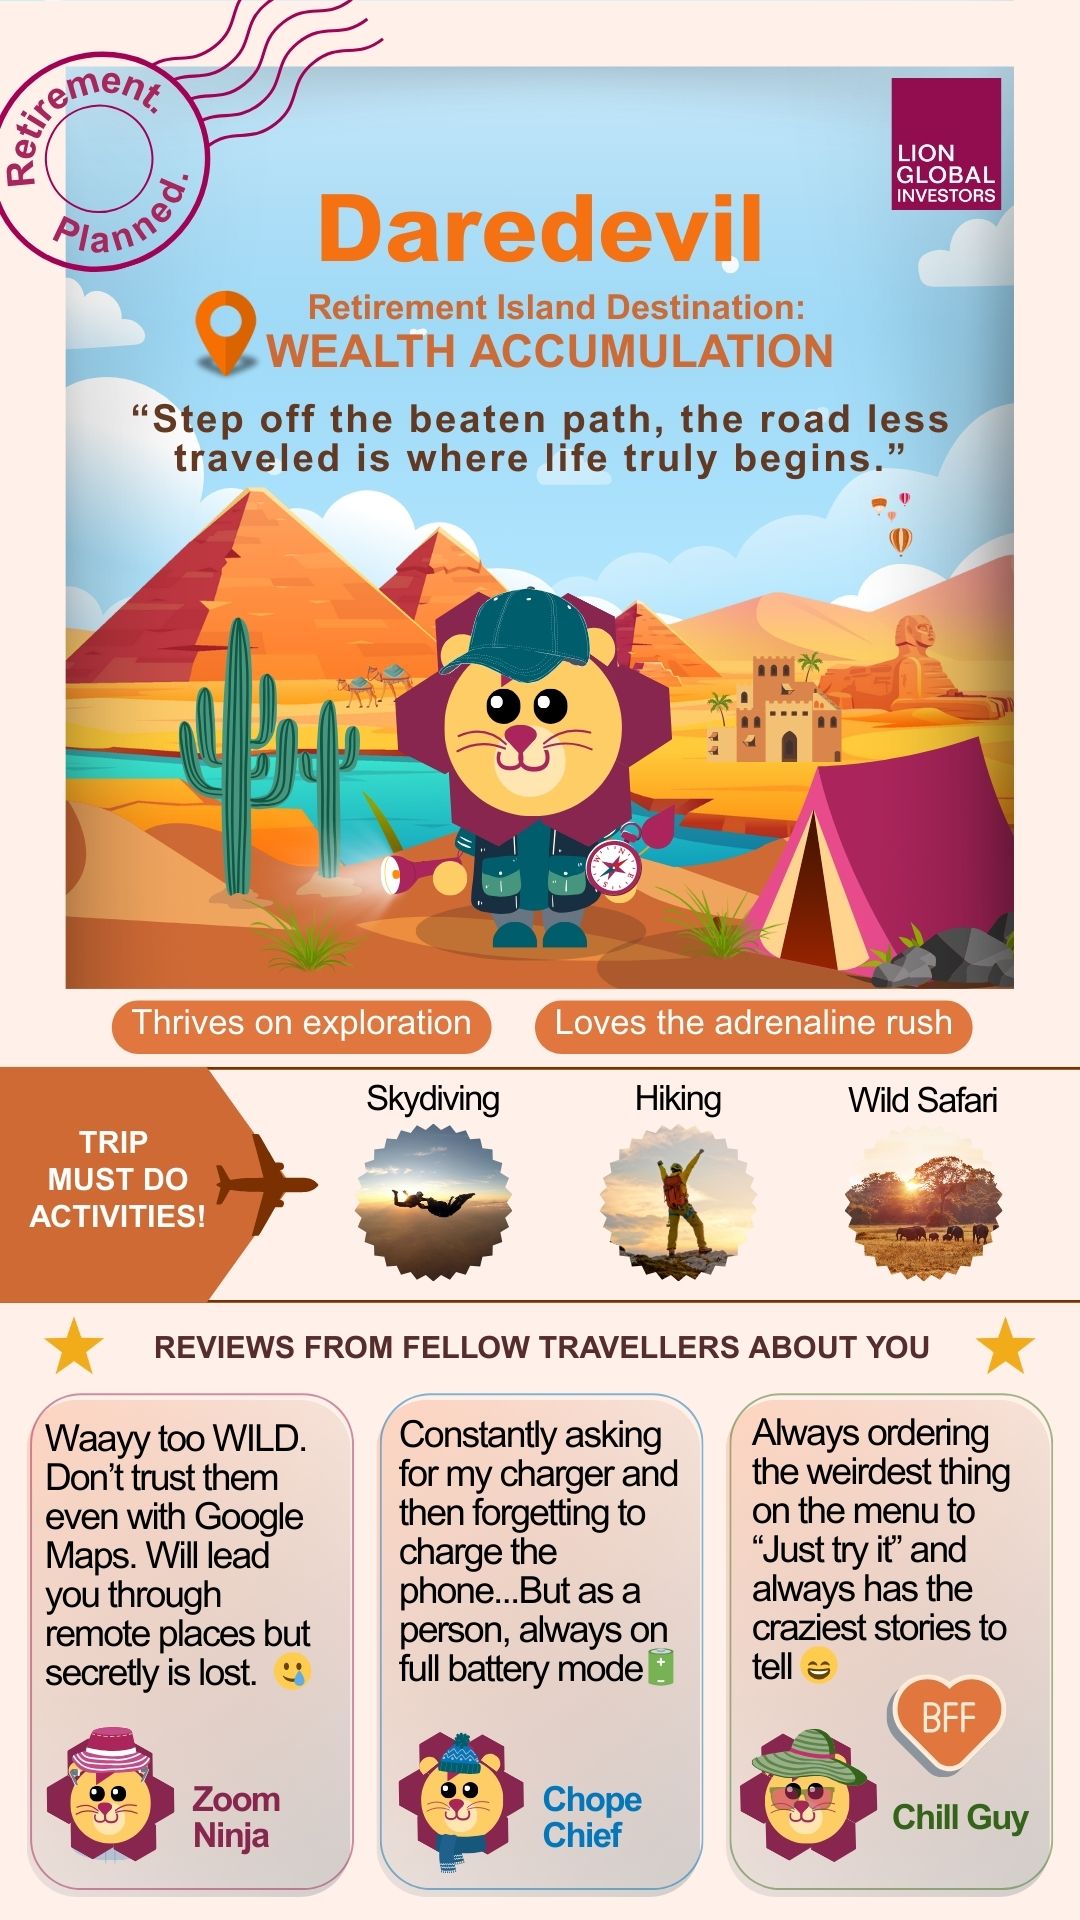 Retirement.
Planned.
LION
GLOBAL
INVESTORS
Daredevil
Retirement Island Destination:
WEALTH ACCUMULATION
“Step off the beaten path, the road less
traveled is where life truly begins.”
N
E
S
W
Thrives on exploration
Loves the adrenaline rush
TRIP
MUST DO
ACTIVITIES!
Skydiving
Hiking
Wild Safari
REVIEWS FROM FELLOW TRAVELLERS ABOUT YOU
Waayy too WILD.
Don’t trust them
even with Google
Maps. Will lead
you through
remote places but
secretly is lost. 🥲
Zoom
Ninja
Constantly asking
for my charger and
then forgetting to
charge the
phone...But as a
person, always on
full battery mode🔋
Chope
Chief
Always ordering
the weirdest thing
on the menu to
“Just try it” and
always has the
craziest stories to
tell 😄
BFF
Chill Guy